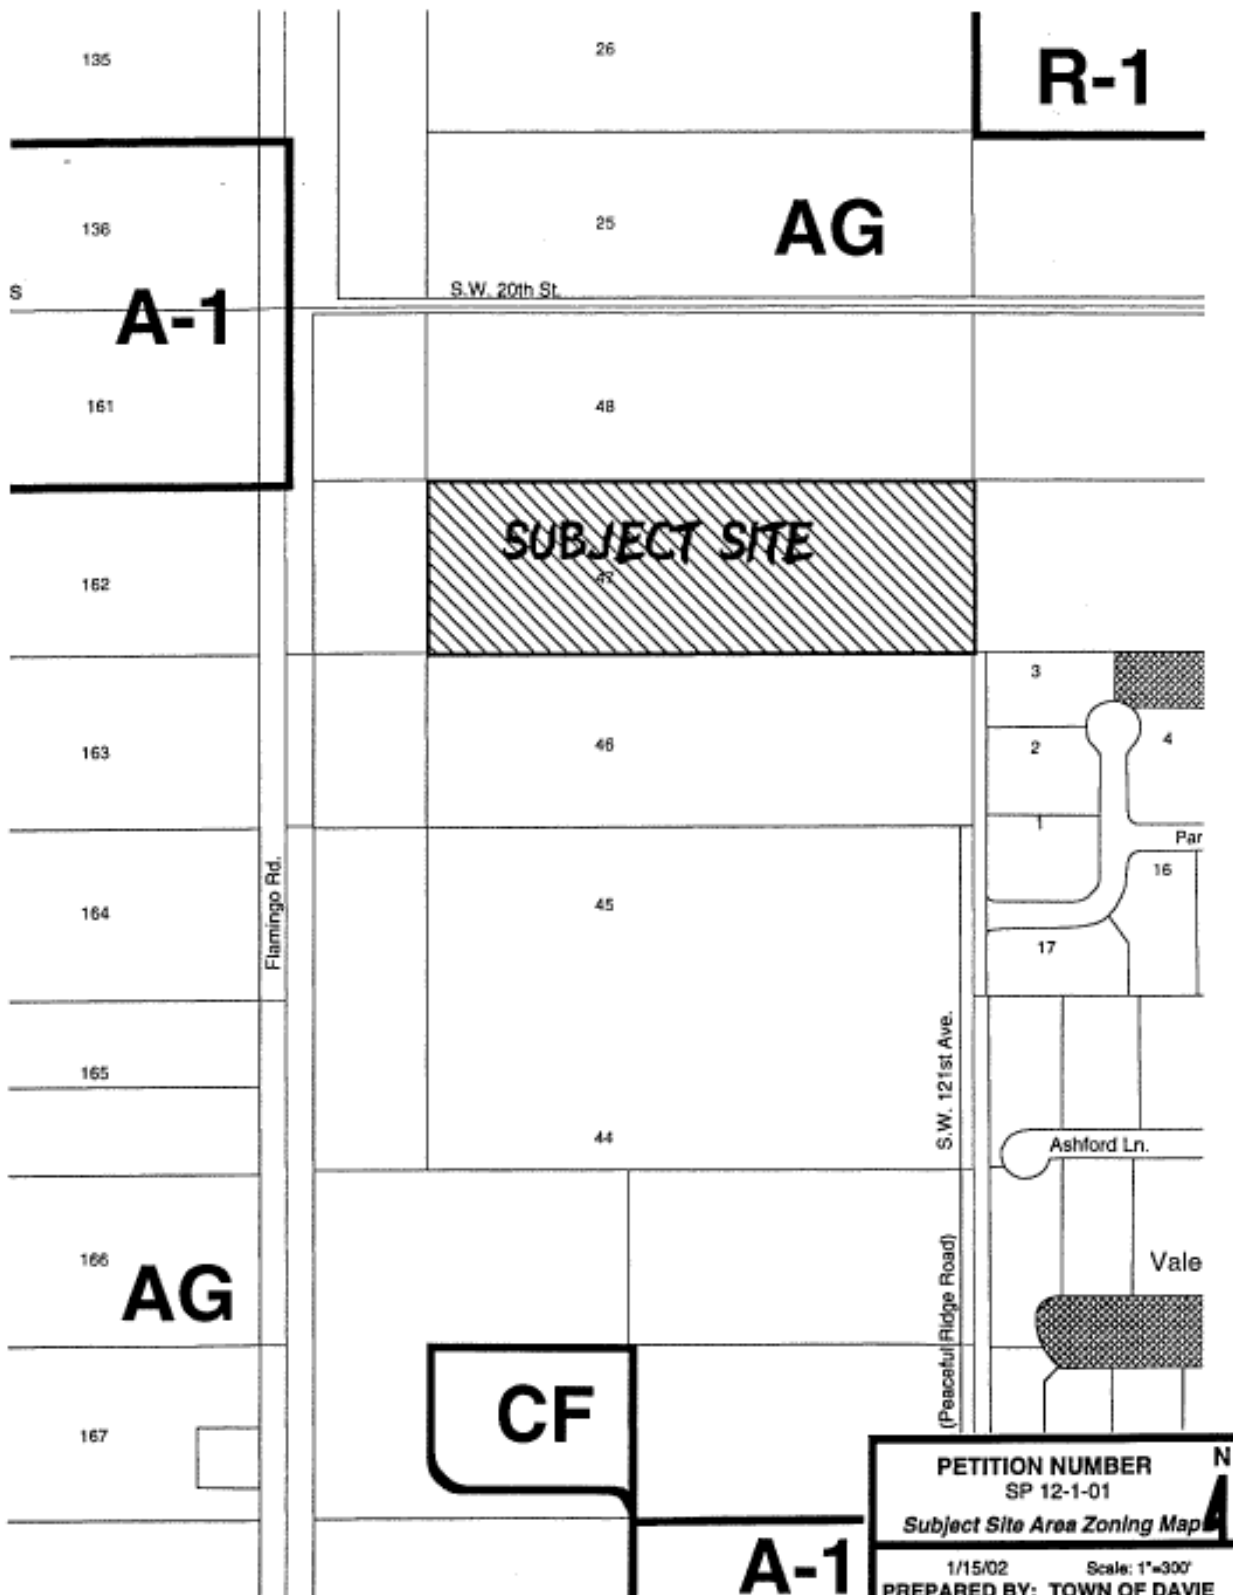 135
26
R-1
136
25
AG
S
A-1
S.W. 20th St.
161
48
SUBJECT SITE
47
162
3
163
46
2
4
1
Par
16
164
Flamingo Rd.
45
17
165
S.W. 121st Ave.
44
Ashford Ln.
166
AG
(Peaceful Ridge Road)
Vale
CF
167
PETITION NUMBER
N
SP 12-1-01
Subject Site Area Zoning Map
A-1
1/15/02 Scale: 1"=300'
PREPARED BY: TOWN OF DAVIE